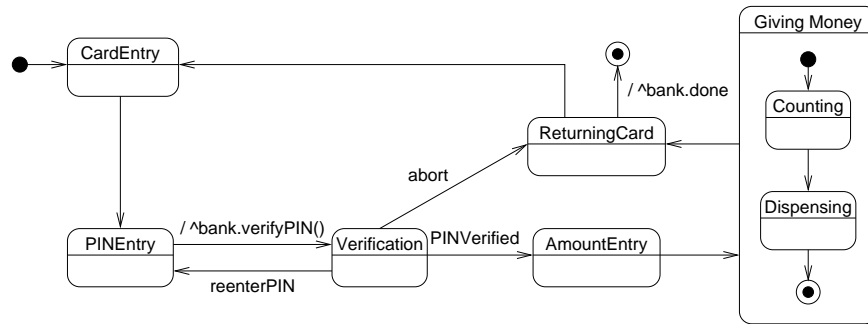 Giving Money
CardEntry
/ ^bank.done
Counting
ReturningCard
abort
Dispensing
/ ^bank.verifyPIN()
PINEntry
Verification
PINVerified
AmountEntry
reenterPIN